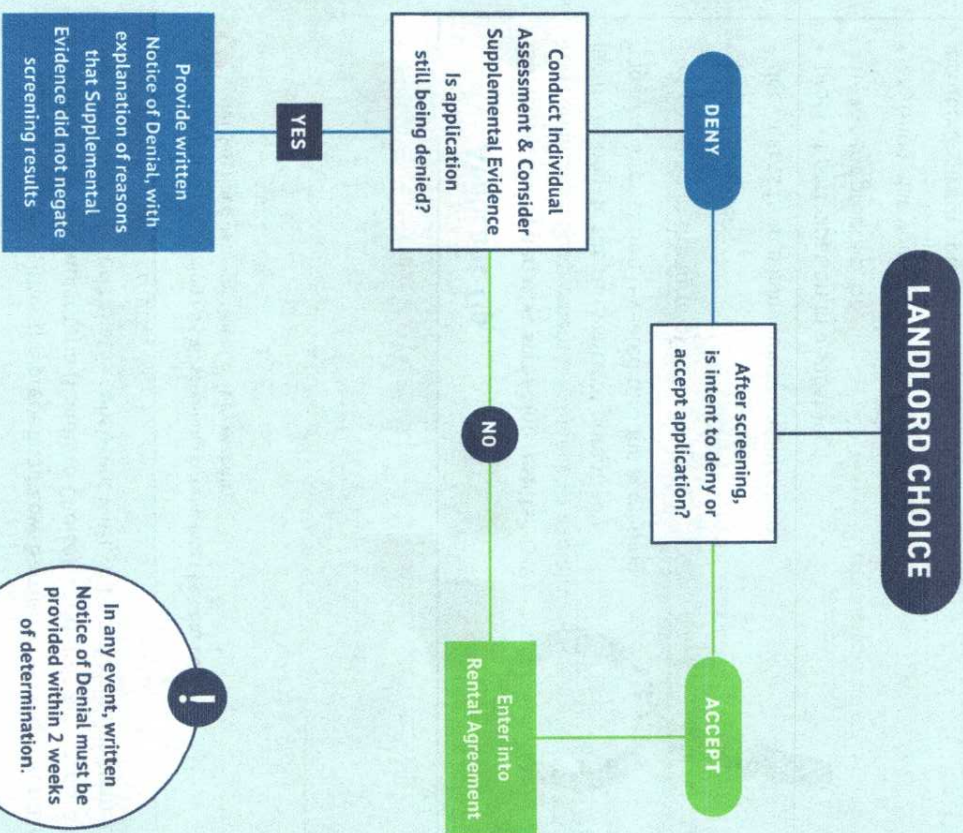 LANDLORD CHOICE
After screening,
is intent to deny or
accept application?
DENY
ACCEPT
Conduct Individual
Assessment & Consider
Supplemental Evidence
Is application
still being denied?
NO
Enter into
Rental Agreement
YES
Provide written
Notice of Denial, with
explanation of reasons
that Supplemental
Evidence did not negate
screening results
!
In any event, written
Notice of Denial must be
provided within 2 weeks
of determination.